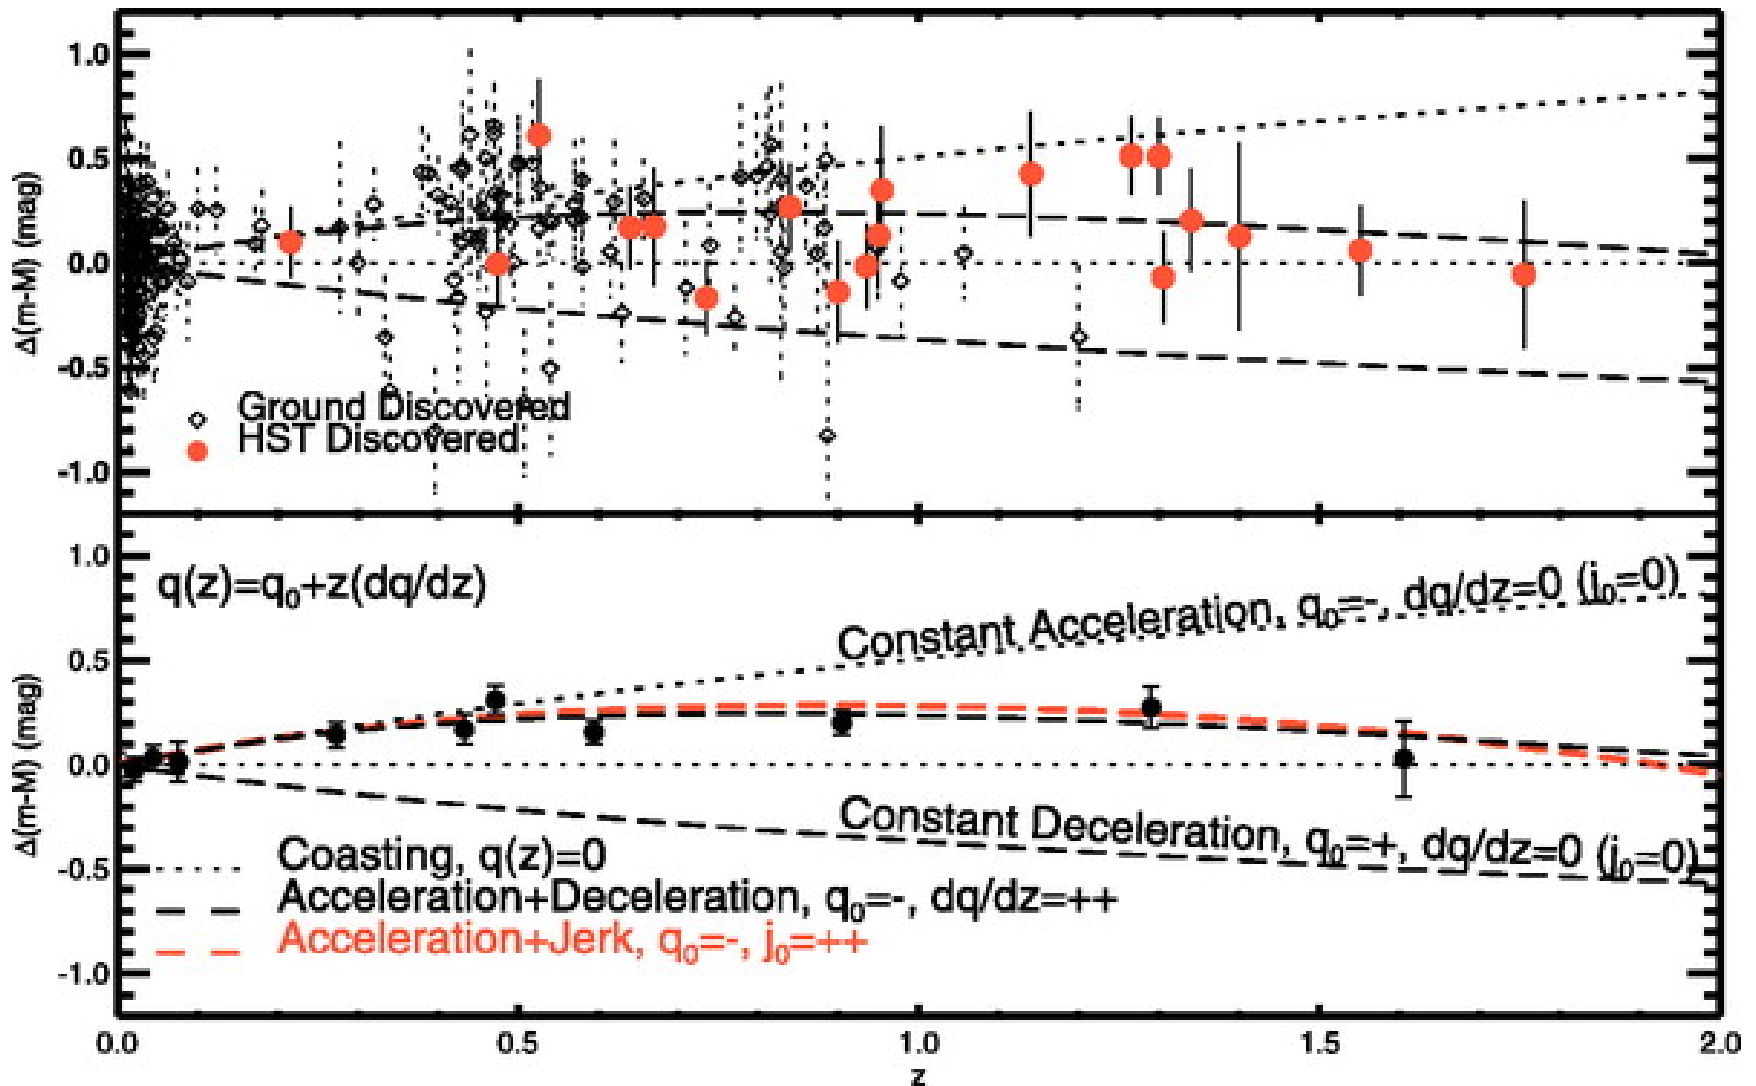 1.0
0.5
0.0
-0.5
-1.0
Δ(m-M) (mag)
Ground Discovered
HST Discovered
1.0
0.5
0.0
-0.5
-1.0
Δ(m-M) (mag)
q(z)=q₀+z(dq/dz)
Constant Acceleration, q₀=-, dq/dz=0 (j₀=0)
Constant Deceleration, q₀=+, dq/dz=0 (j₀=0)
Coasting, q(z)=0
Acceleration+Deceleration, q₀=-, dq/dz=++
Acceleration+Jerk, q₀=-, j₀=++
0.0 0.5 1.0 1.5 2.0
z